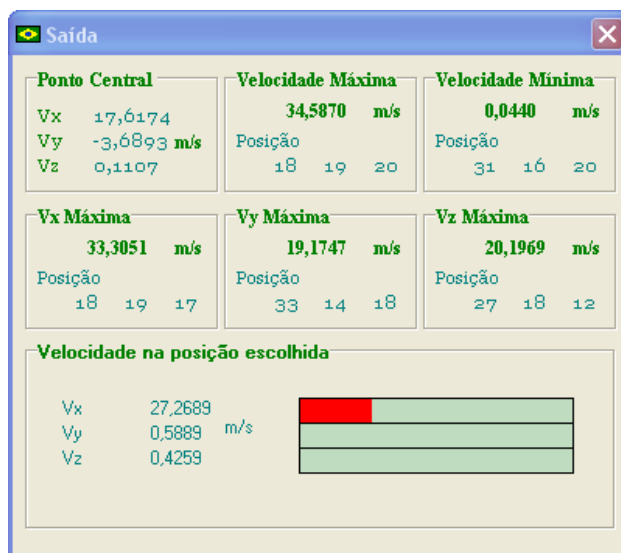 Saída
Ponto Central
Vx 17,6174
Vy -3,6893 m/s
Vz 0,1107
Velocidade Máxima
34,5870 m/s
Posição
18 19 20
Velocidade Mínima
0,0440 m/s
Posição
31 16 20
Vx Máxima
33,3051 m/s
Posição
18 19 17
Vy Máxima
19,1747 m/s
Posição
33 14 18
Vz Máxima
20,1969 m/s
Posição
27 18 12
Velocidade na posição escolhida
Vx 27,2689
Vy 0,5889 m/s
Vz 0,4259